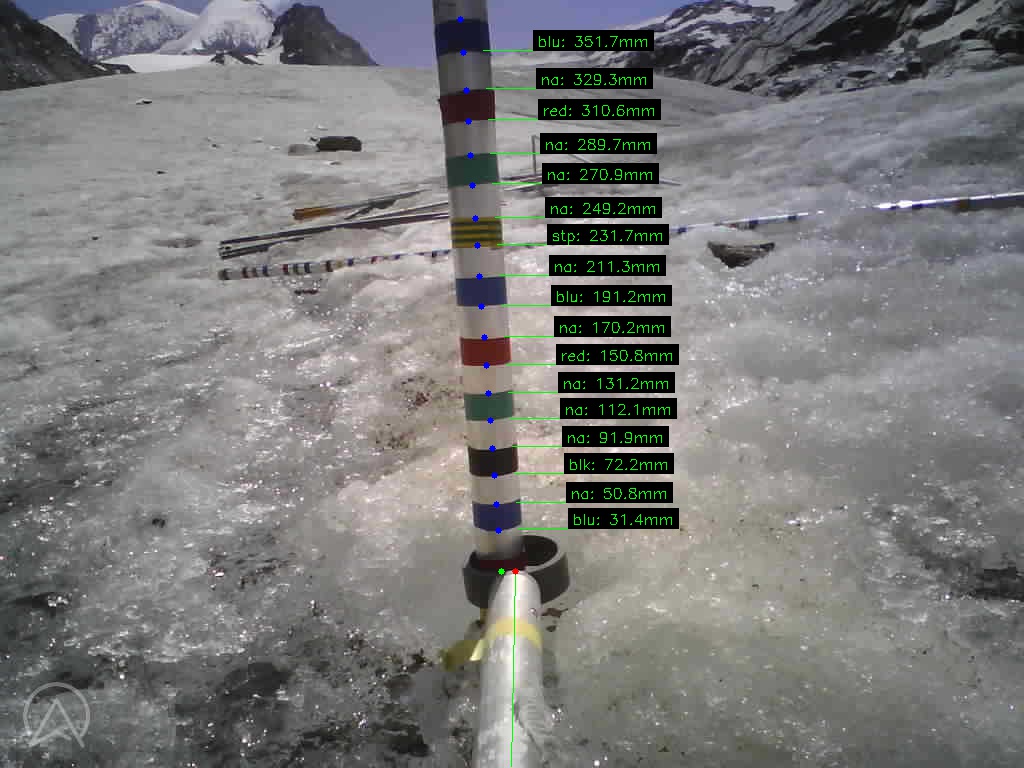 blu: 351.7mm
na: 329.3mm
red: 310.6mm
na: 289.7mm
na: 270.9mm
na: 249.2mm
stp: 231.7mm
na: 211.3mm
blu: 191.2mm
na: 170.2mm
red: 150.8mm
na: 131.2mm
na: 112.1mm
na: 91.9mm
blk: 72.2mm
na: 50.8mm
blu: 31.4mm